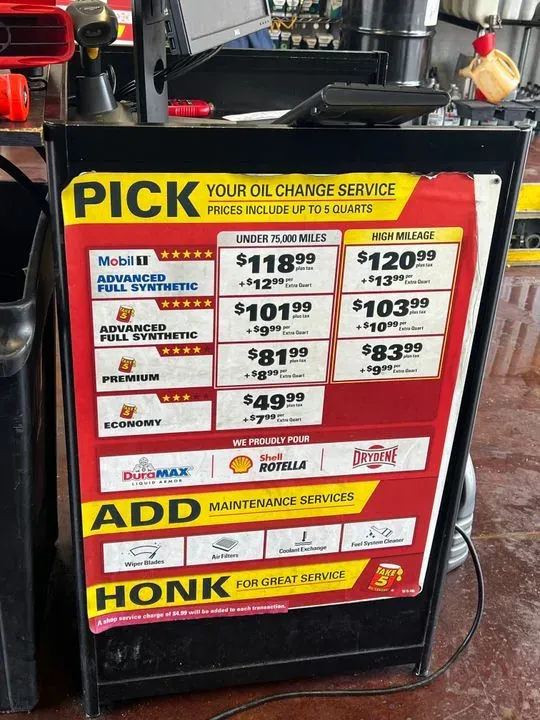 PICK YOUR OIL CHANGE SERVICE
PRICES INCLUDE UP TO 5 QUARTS
UNDER 75,000 MILES HIGH MILEAGE
Mobil 1
ADVANCED
FULL SYNTHETIC
$118.99 plus tax
+ $12.99 per Extra Quart
$120.99 plus tax
+ $13.99 per Extra Quart
ADVANCED
FULL SYNTHETIC
$101.99 plus tax
+ $9.99 per Extra Quart
$103.99 plus tax
+ $10.99 per Extra Quart
PREMIUM
$81.99 plus tax
+ $8.99 per Extra Quart
$83.99 plus tax
+ $9.99 per Extra Quart
ECONOMY
$49.99 plus tax
+ $7.99 per Extra Quart
WE PROUDLY POUR
DuraMAX
LIQUID ARMOR
Shell
ROTELLA
DRYDENE
ADD MAINTENANCE SERVICES
Wiper Blades
Air Filters
Coolant Exchange
Fuel System Cleaner
HONK FOR GREAT SERVICE
TAKE
5
A shop service charge of $4.99 will be added to each transaction.